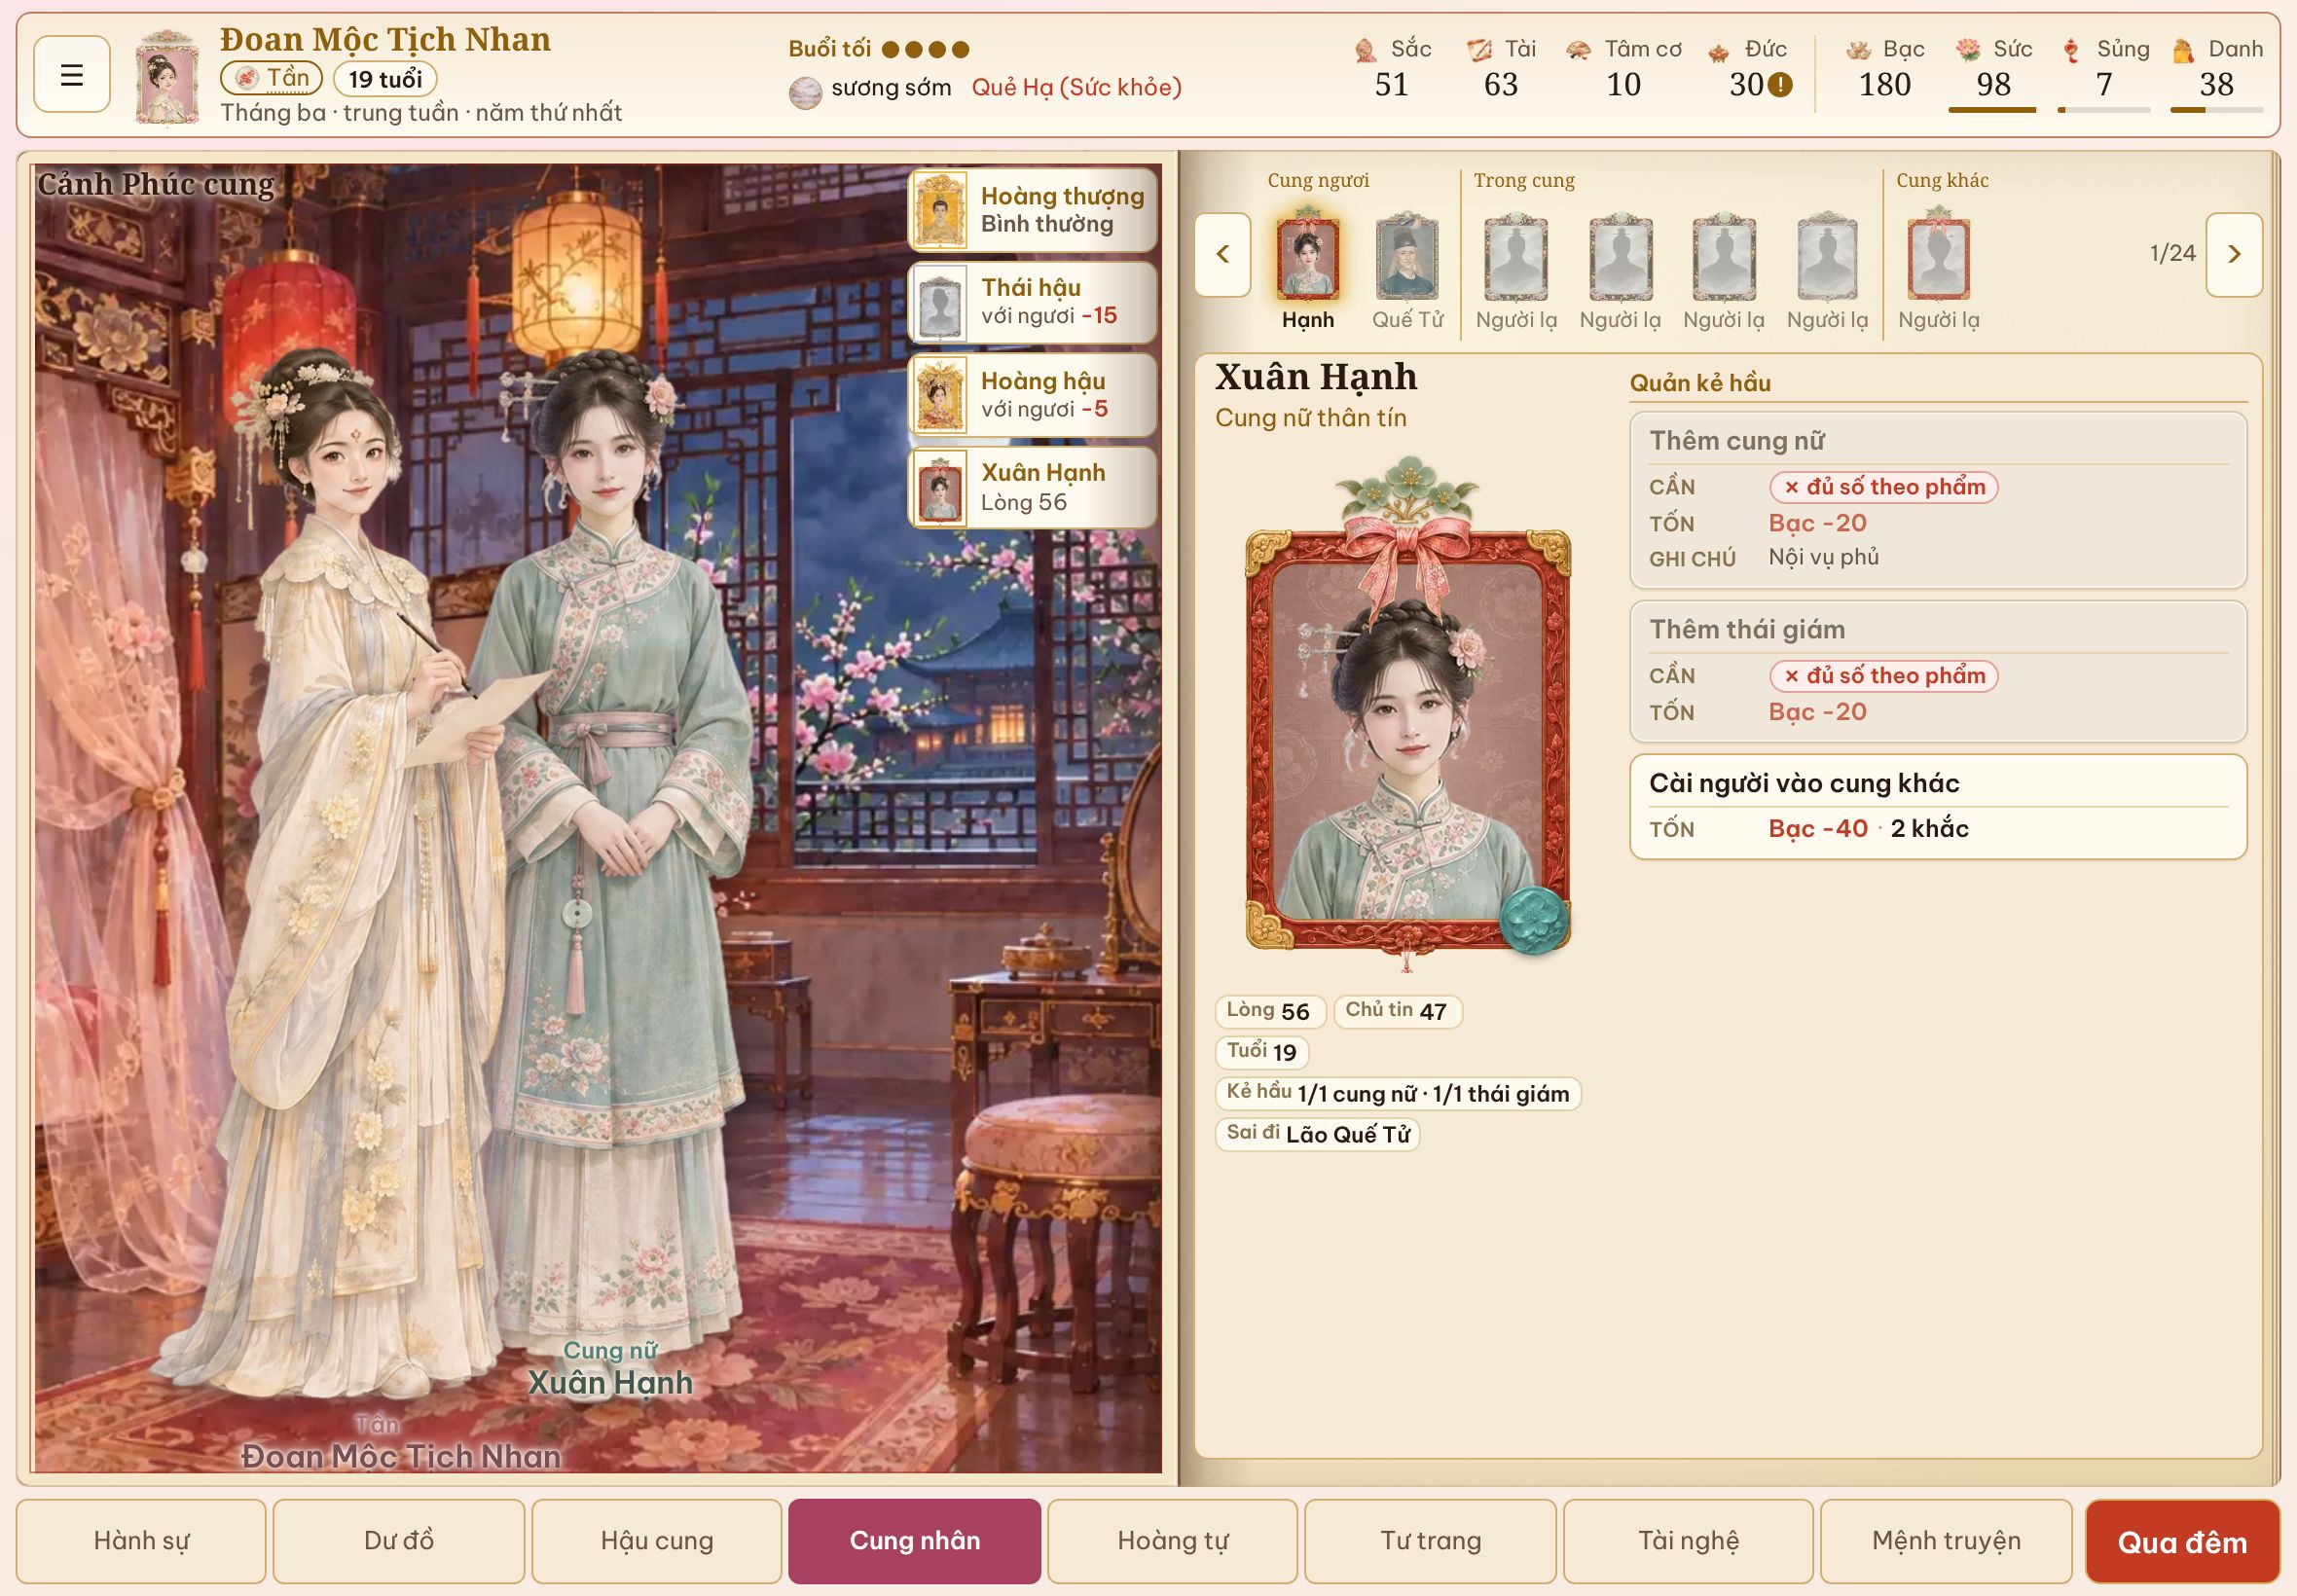 Đoan Mộc Tịch Nhan
Tần
19 tuổi
Tháng ba · trung tuần · năm thứ nhất
Buổi tối
sương sớm
Quẻ Hạ (Sức khỏe)
Sắc
51
Tài
63
Tâm cơ
10
Đức
30
Bạc
180
Sức
98
Sủng
7
Danh
38
Cảnh Phúc cung
Hoàng thượng
Bình thường
Thái hậu
với ngươi -15
Hoàng hậu
với ngươi -5
Xuân Hạnh
Lòng 56
Cung nữ
Xuân Hạnh
Tần
Đoan Mộc Tịch Nhan
Cung ngươi
Trong cung
Cung khác
Hạnh
Quế Tử
Người lạ
Người lạ
Người lạ
Người lạ
Người lạ
1/24
Xuân Hạnh
Cung nữ thân tín
Lòng 56
Chủ tin 47
Tuổi 19
Kẻ hầu 1/1 cung nữ · 1/1 thái giám
Sai đi Lão Quế Tử
Quản kẻ hầu
Thêm cung nữ
CẦN × đủ số theo phẩm
TỐN Bạc -20
GHI CHÚ Nội vụ phủ
Thêm thái giám
CẦN × đủ số theo phẩm
TỐN Bạc -20
Cài người vào cung khác
TỐN Bạc -40 · 2 khắc
Hành sự
Dư đồ
Hậu cung
Cung nhân
Hoàng tự
Tư trang
Tài nghệ
Mệnh truyện
Qua đêm